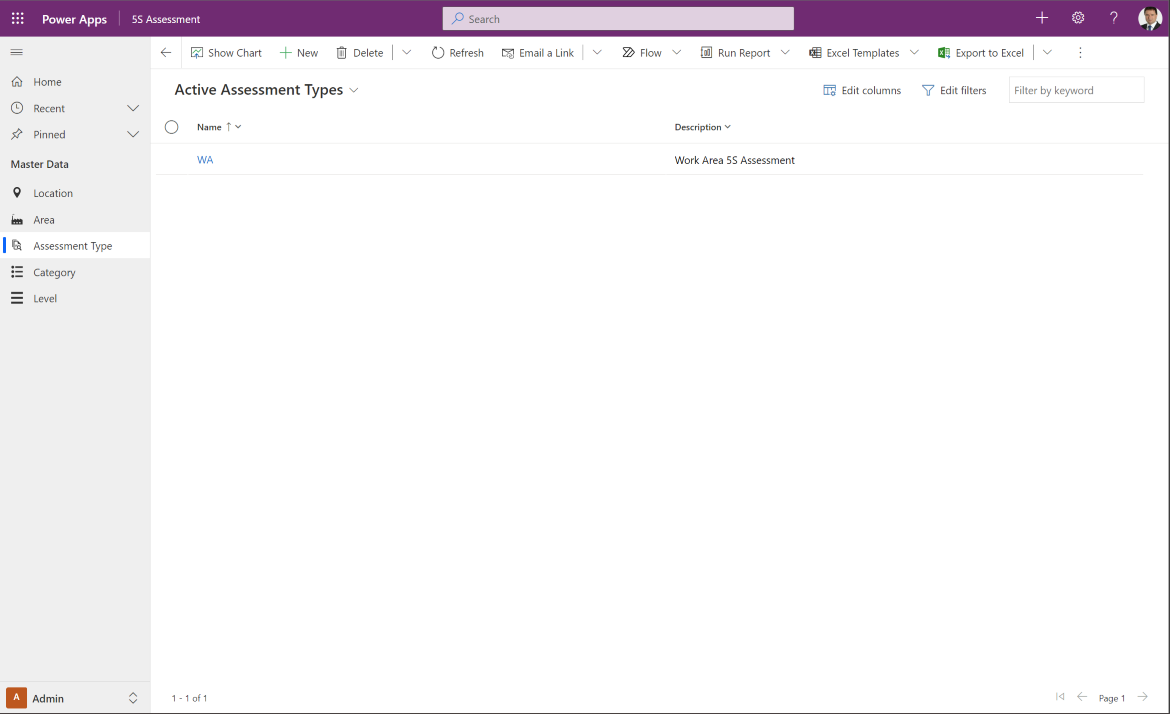 Power Apps 5S Assessment Search ?
Show Chart New Delete Refresh Email a Link Flow Run Report Excel Templates Export to Excel
Home
Recent
Pinned
Master Data
Location
Area
Assessment Type
Category
Level
Active Assessment Types Edit columns Edit filters Filter by keyword
Name ↑ Description
WA Work Area 5S Assessment
A Admin
1 - 1 of 1 Page 1